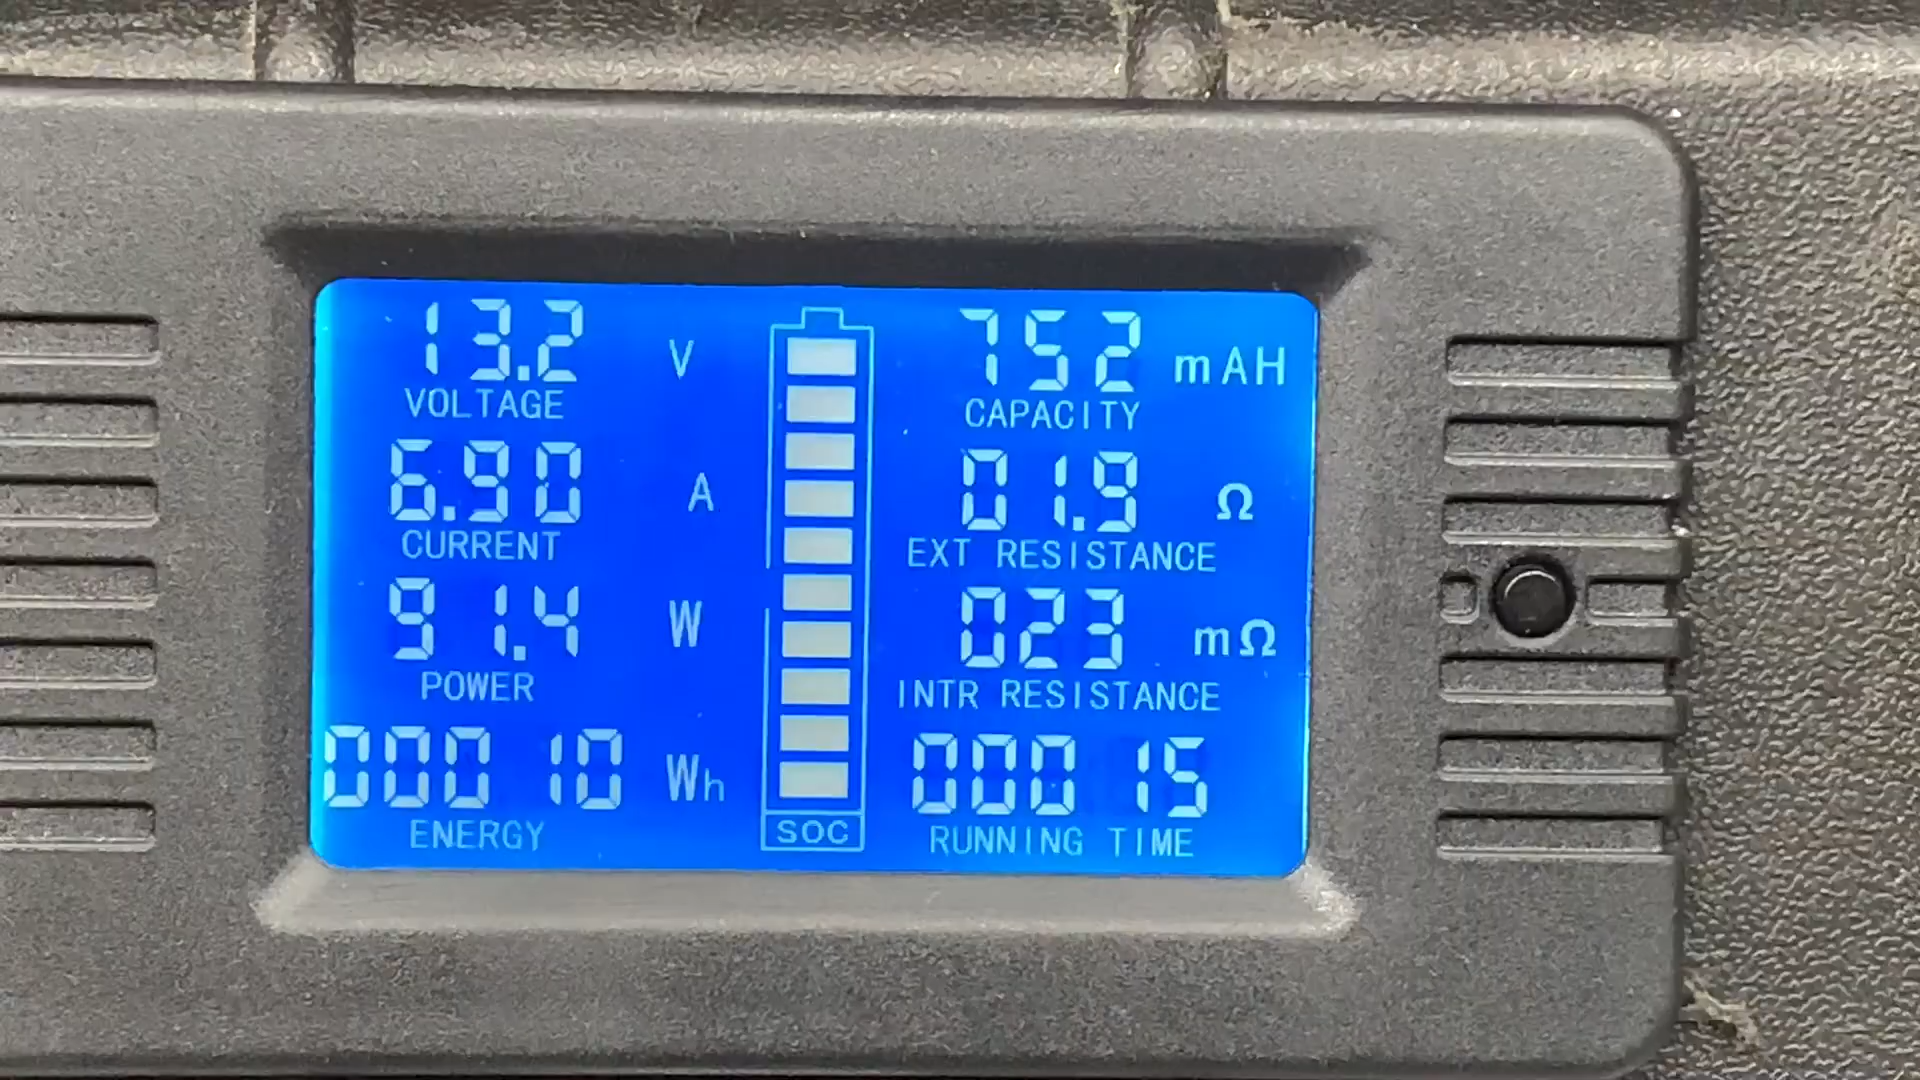 13.2 V
VOLTAGE
6.90 A
CURRENT
91.4 W
POWER
00010 Wh
ENERGY
SOC
752 mAH
CAPACITY
01.9 Ω
EXT RESISTANCE
023 mΩ
INTR RESISTANCE
00015
RUNNING TIME